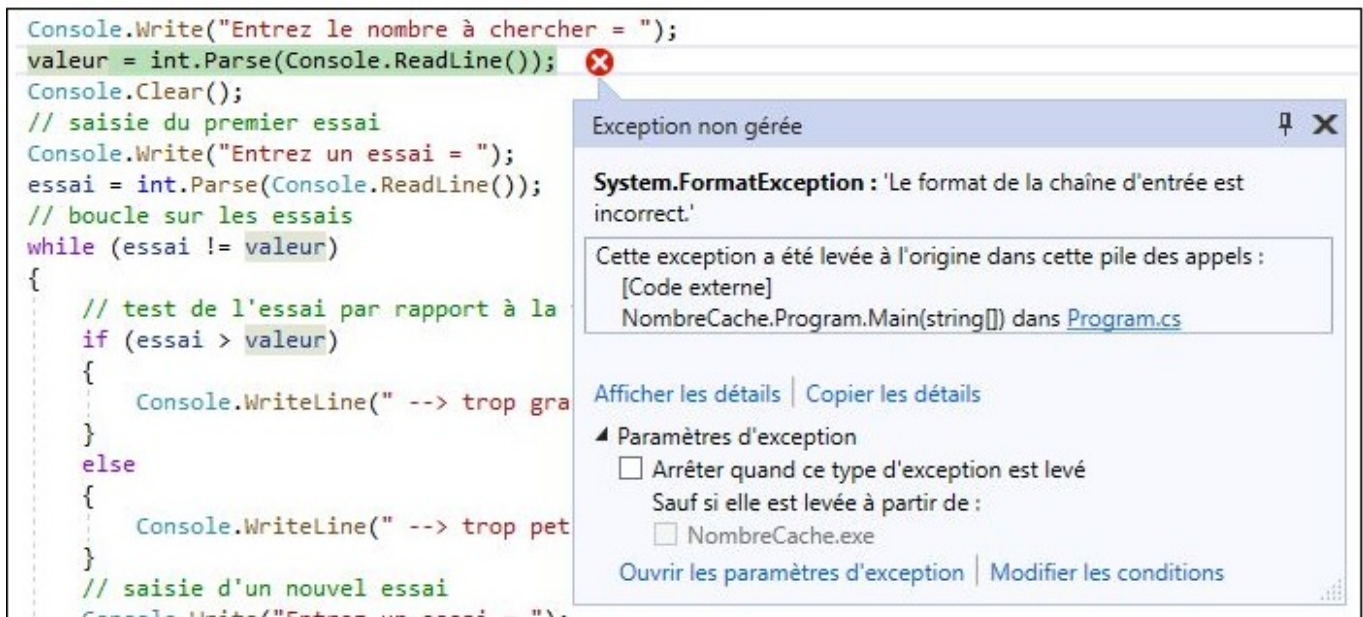 Console.Write("Entrez le nombre à chercher = ");
valeur = int.Parse(Console.ReadLine());
Console.Clear();
// saisie du premier essai
Console.Write("Entrez un essai = ");
essai = int.Parse(Console.ReadLine());
// boucle sur les essais
while (essai != valeur)
{
// test de l'essai par rapport à la
if (essai > valeur)
{
Console.WriteLine(" --> trop gra
}
else
{
Console.WriteLine(" --> trop pet
}
// saisie d'un nouvel essai
Console.Write("Entrez un essai = ");
Exception non gérée
System.FormatException : 'Le format de la chaîne d'entrée est
incorrect.'
Cette exception a été levée à l'origine dans cette pile des appels :
[Code externe]
NombreCache.Program.Main(string[]) dans Program.cs
Afficher les détails | Copier les détails
Paramètres d'exception
Arrêter quand ce type d'exception est levé
Sauf si elle est levée à partir de :
NombreCache.exe
Ouvrir les paramètres d'exception | Modifier les conditions